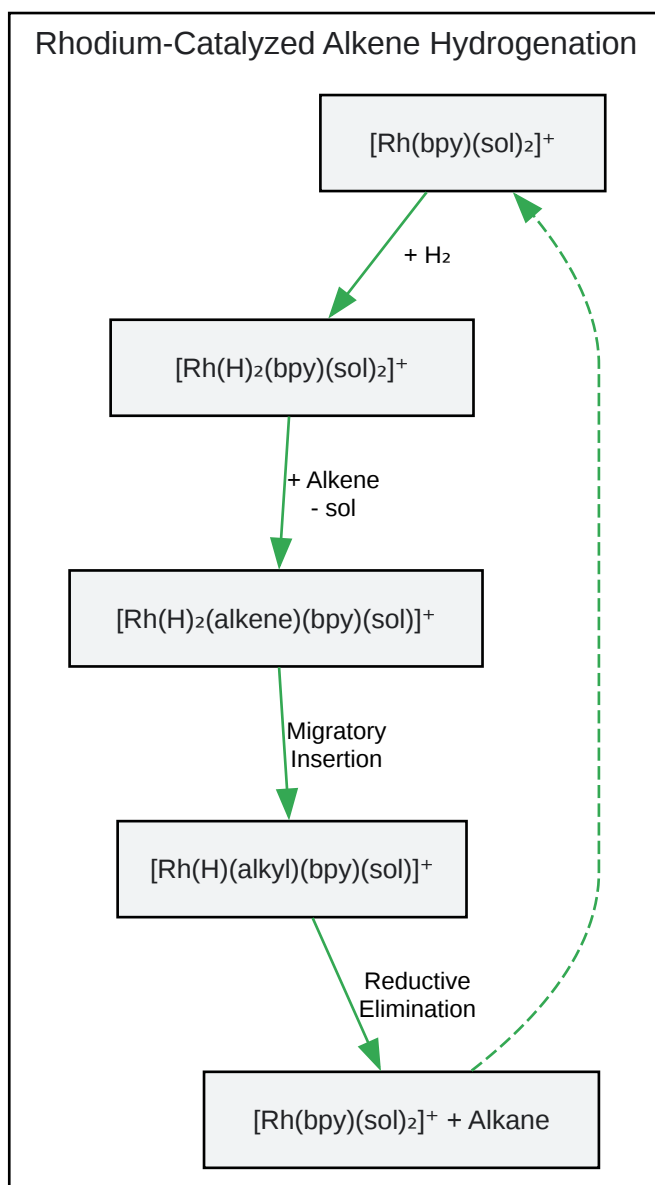 Rhodium-Catalyzed Alkene Hydrogenation
[Rh(bpy)(sol)₂]⁺
+ H₂
[Rh(H)₂(bpy)(sol)₂]⁺
+ Alkene
- sol
[Rh(H)₂(alkene)(bpy)(sol)]⁺
Migratory
Insertion
[Rh(H)(alkyl)(bpy)(sol)]⁺
Reductive
Elimination
[Rh(bpy)(sol)₂]⁺ + Alkane